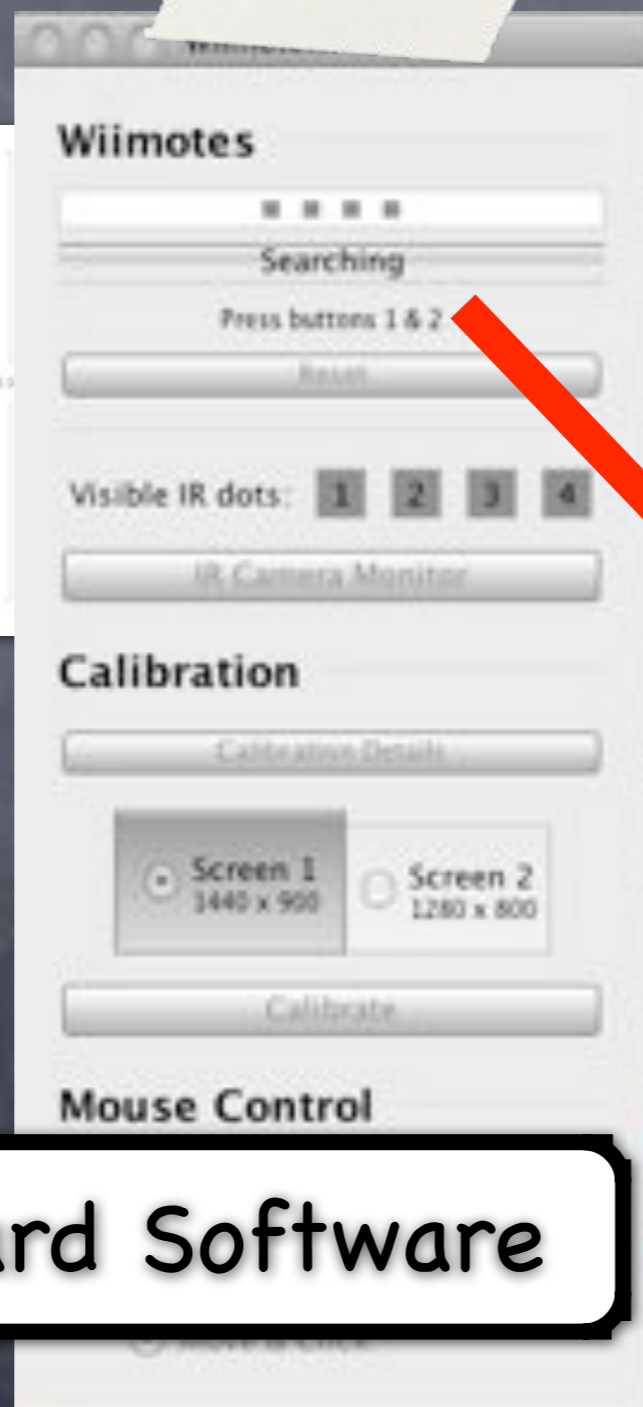 Wiimotes
Searching
Press buttons 1 & 2
Reset
Visible IR dots: 1 2 3 4
IR Camera Monitor
Calibration
Calibration Details
Screen 1
1440 x 900
Screen 2
1280 x 800
Calibrate
Mouse Control
ard Software